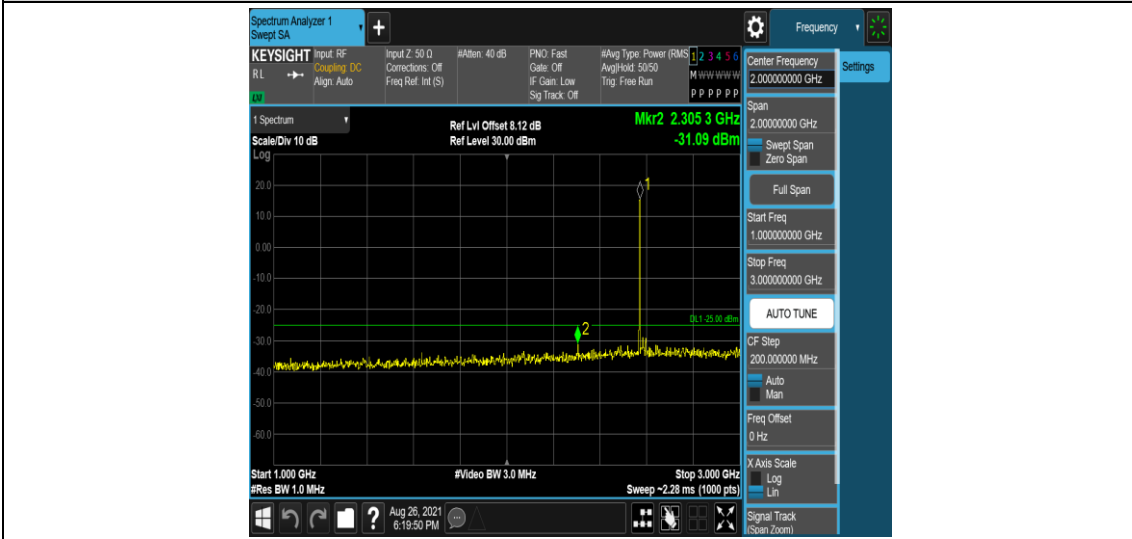 Spectrum Analyzer 1
Swept SA
+
Frequency
KEYSIGHT
RL
Input: RF
Coupling: DC
Align: Auto
Input Z: 50 Ω
Corrections: Off
Freq Ref: Int (S)
#Atten: 40 dB
PNO: Fast
Gate: Off
IF Gain: Low
Sig Track: Off
#Avg Type: Power (RMS
Avg|Hold: 50/50
Trig: Free Run
1 2 3 4 5 6
M W W W W W
P P P P P P
1 Spectrum
Scale/Div 10 dB
Log
Ref Lvl Offset 8.12 dB
Ref Level 30.00 dBm
Mkr2 2.305 3 GHz
-31.09 dBm
20.0
10.0
0.00
-10.0
-20.0
-30.0
-40.0
-50.0
-60.0
1
2
DL1 -25.00 dBm
Start 1.000 GHz
#Res BW 1.0 MHz
#Video BW 3.0 MHz
Stop 3.000 GHz
Sweep ~2.28 ms (1000 pts)
?
Aug 26, 2021
6:19:50 PM
Center Frequency
2.000000000 GHz
Settings
Span
2.00000000 GHz
Swept Span
Zero Span
Full Span
Start Freq
1.000000000 GHz
Stop Freq
3.000000000 GHz
AUTO TUNE
CF Step
200.000000 MHz
Auto
Man
Freq Offset
0 Hz
X Axis Scale
Log
Lin
Signal Track
(Span Zoom)